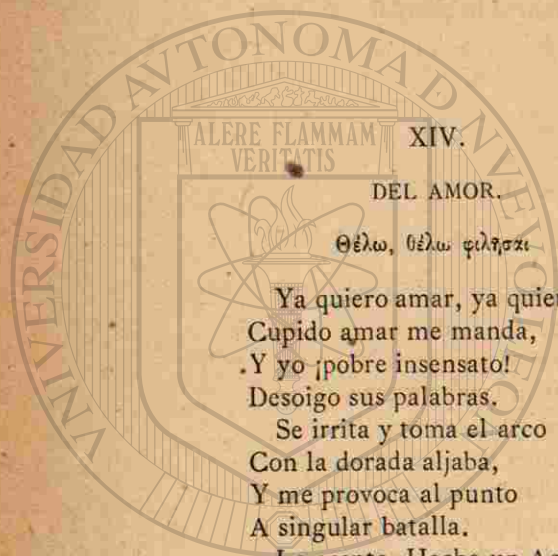 XIV.
DEL AMOR.
Θέλω, θέλω φιλῆσαι
Ya quiero amar, ya
Cupido amar me manda,
Y yo ¡pobre insensato!
Desoigo sus palabras.
Se irrita y toma el arco
Con la dorada aljaba,
Y me provoca al punto
A singular batalla.
ALERE FLAMMAM
VERITATIS